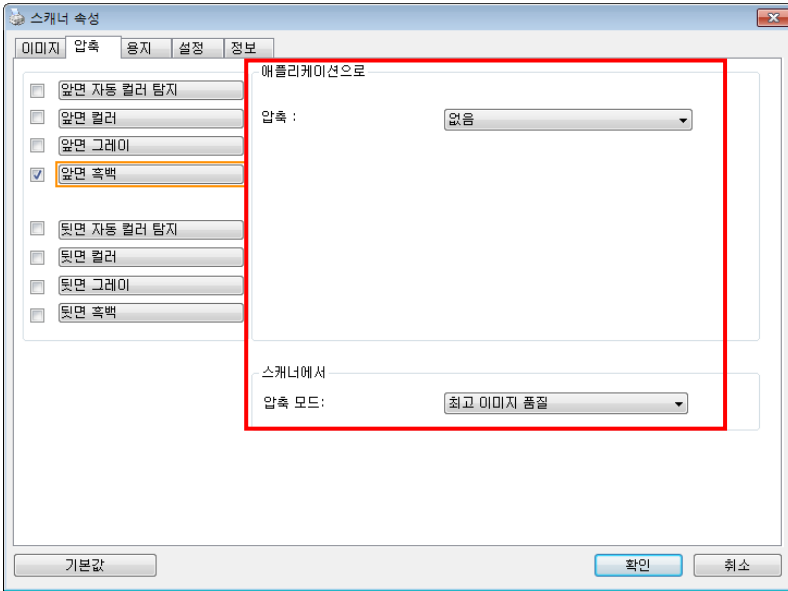 스캐너 속성
이미지 압축 용지 설정 정보
앞면 자동 컬러 탐지
앞면 컬러
앞면 그레이
앞면 흑백
뒷면 자동 컬러 탐지
뒷면 컬러
뒷면 그레이
뒷면 흑백
애플리케이션으로
압축 : 없음
스캐너에서
압축 모드: 최고 이미지 품질
기본값 확인 취소